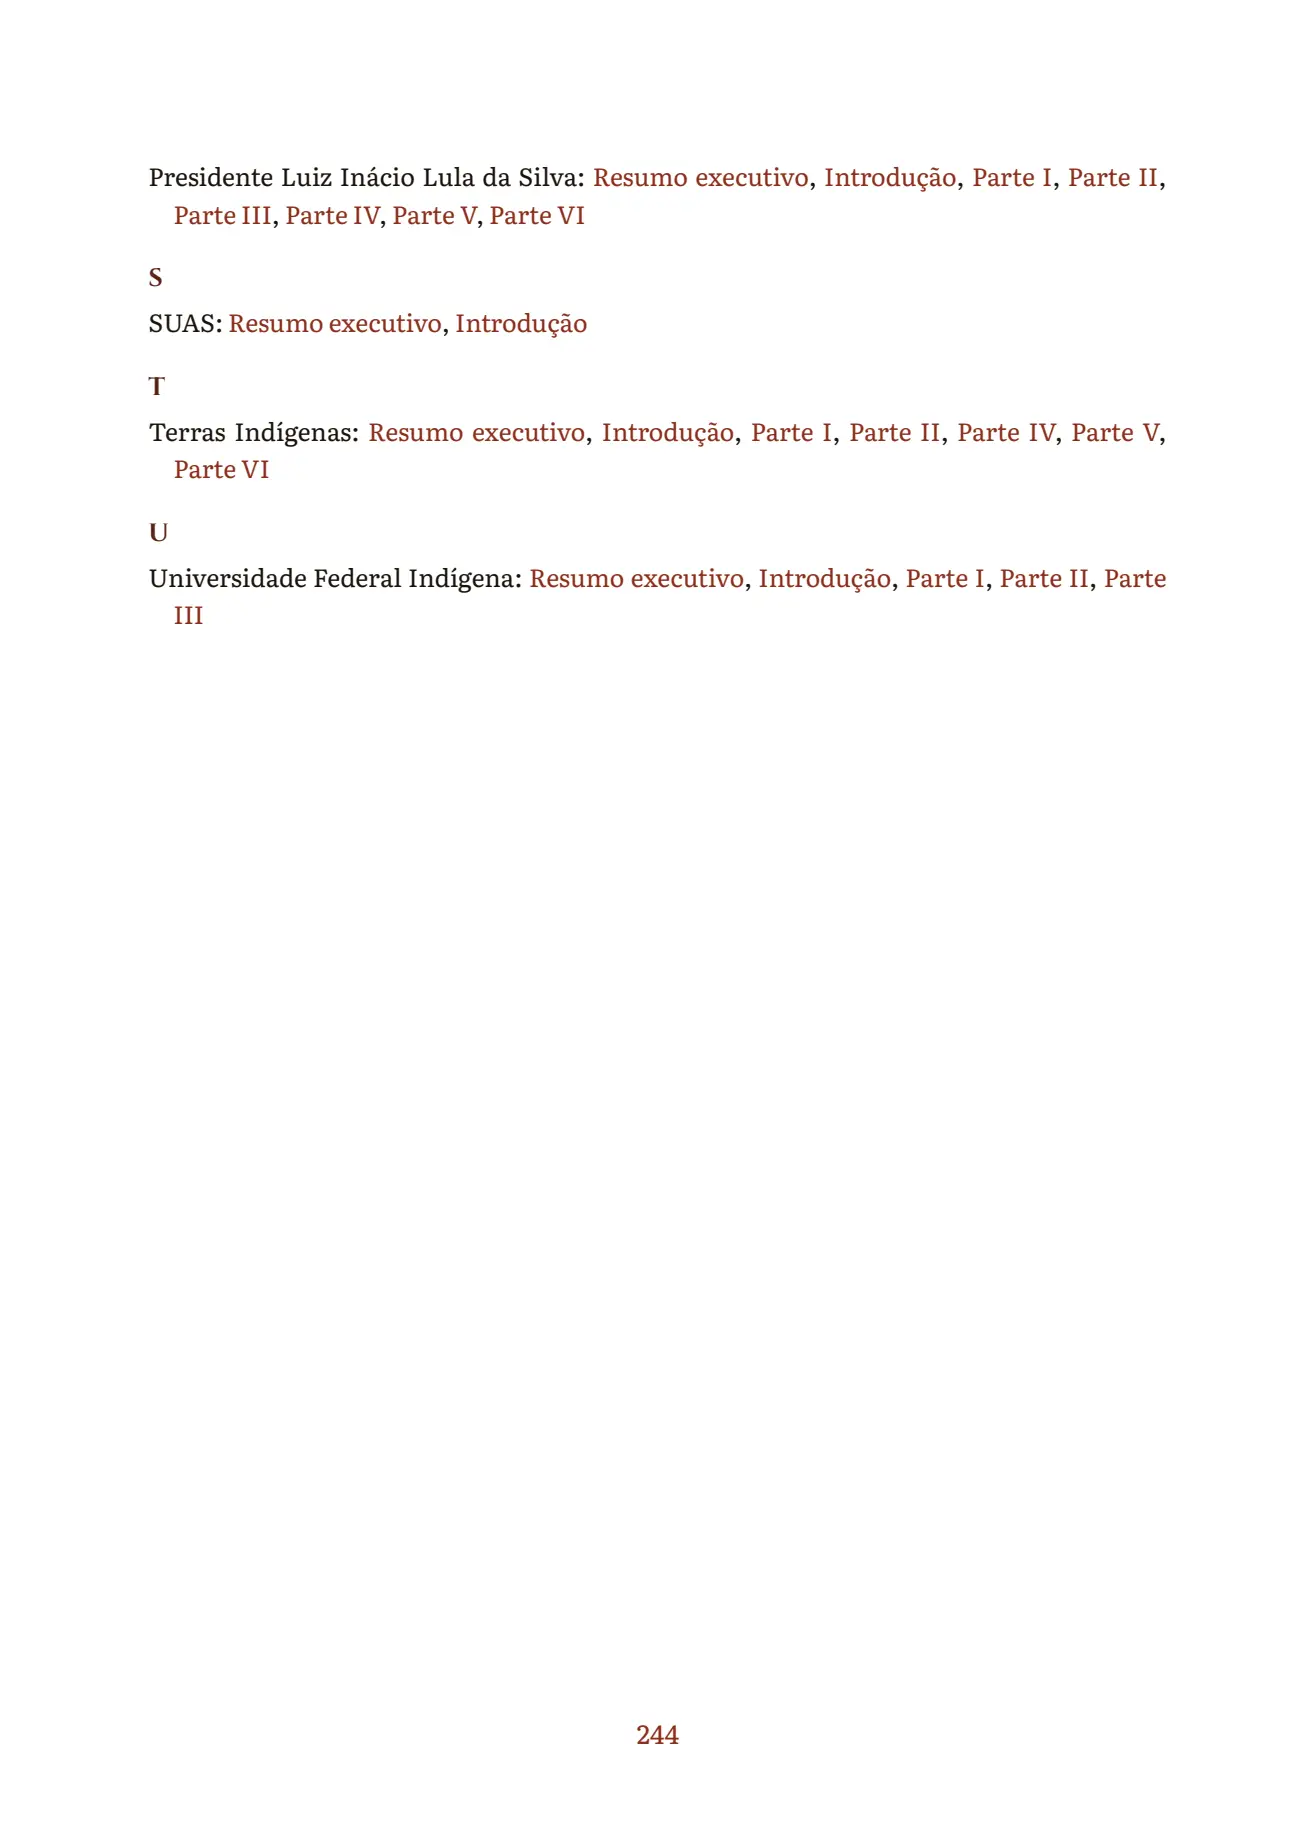 Presidente Luiz Inácio Lula da Silva: Resumo executivo, Introdução, Parte I, Parte II,
Parte III, Parte IV, Parte V, Parte VI
S
SUAS: Resumo executivo, Introdução
T
Terras Indígenas: Resumo executivo, Introdução, Parte I, Parte II, Parte IV, Parte V,
Parte VI
U
Universidade Federal Indígena: Resumo executivo, Introdução, Parte I, Parte II, Parte
III
244